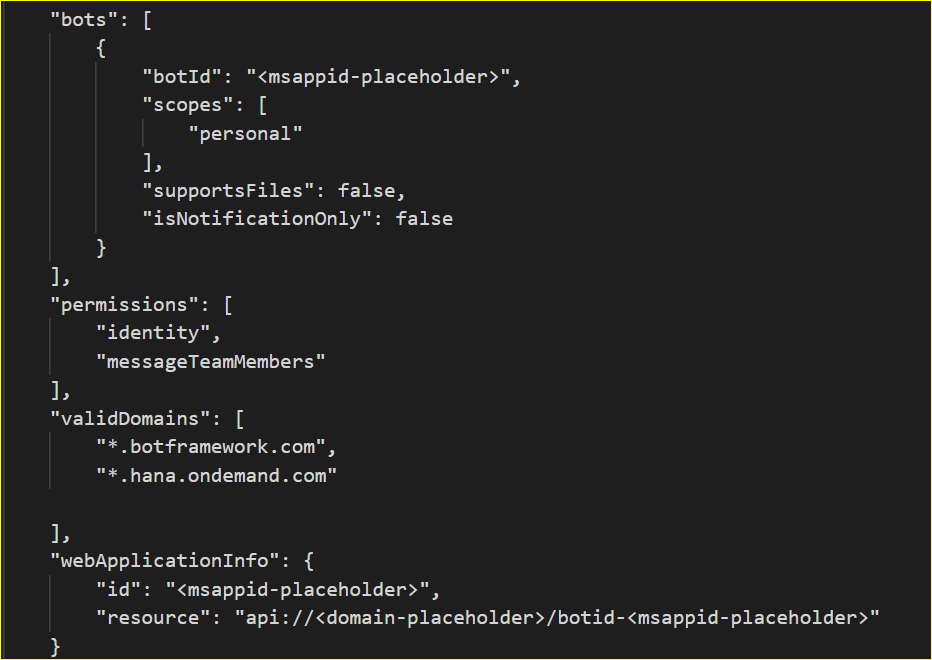 "bots": [
{
"botId": "<msappid-placeholder>",
"scopes": [
"personal"
],
"supportsFiles": false,
"isNotificationOnly": false
}
],
"permissions": [
"identity",
"messageTeamMembers"
],
"validDomains": [
"*.botframework.com",
"*.hana.ondemand.com"
],
"webApplicationInfo": {
"id": "<msappid-placeholder>",
"resource": "api://<domain-placeholder>/botid-<msappid-placeholder>"
}